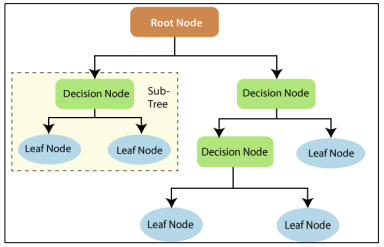 Root Node
Decision Node
Sub-
Tree
Decision Node
Leaf Node
Leaf Node
Decision Node
Leaf Node
Leaf Node
Leaf Node